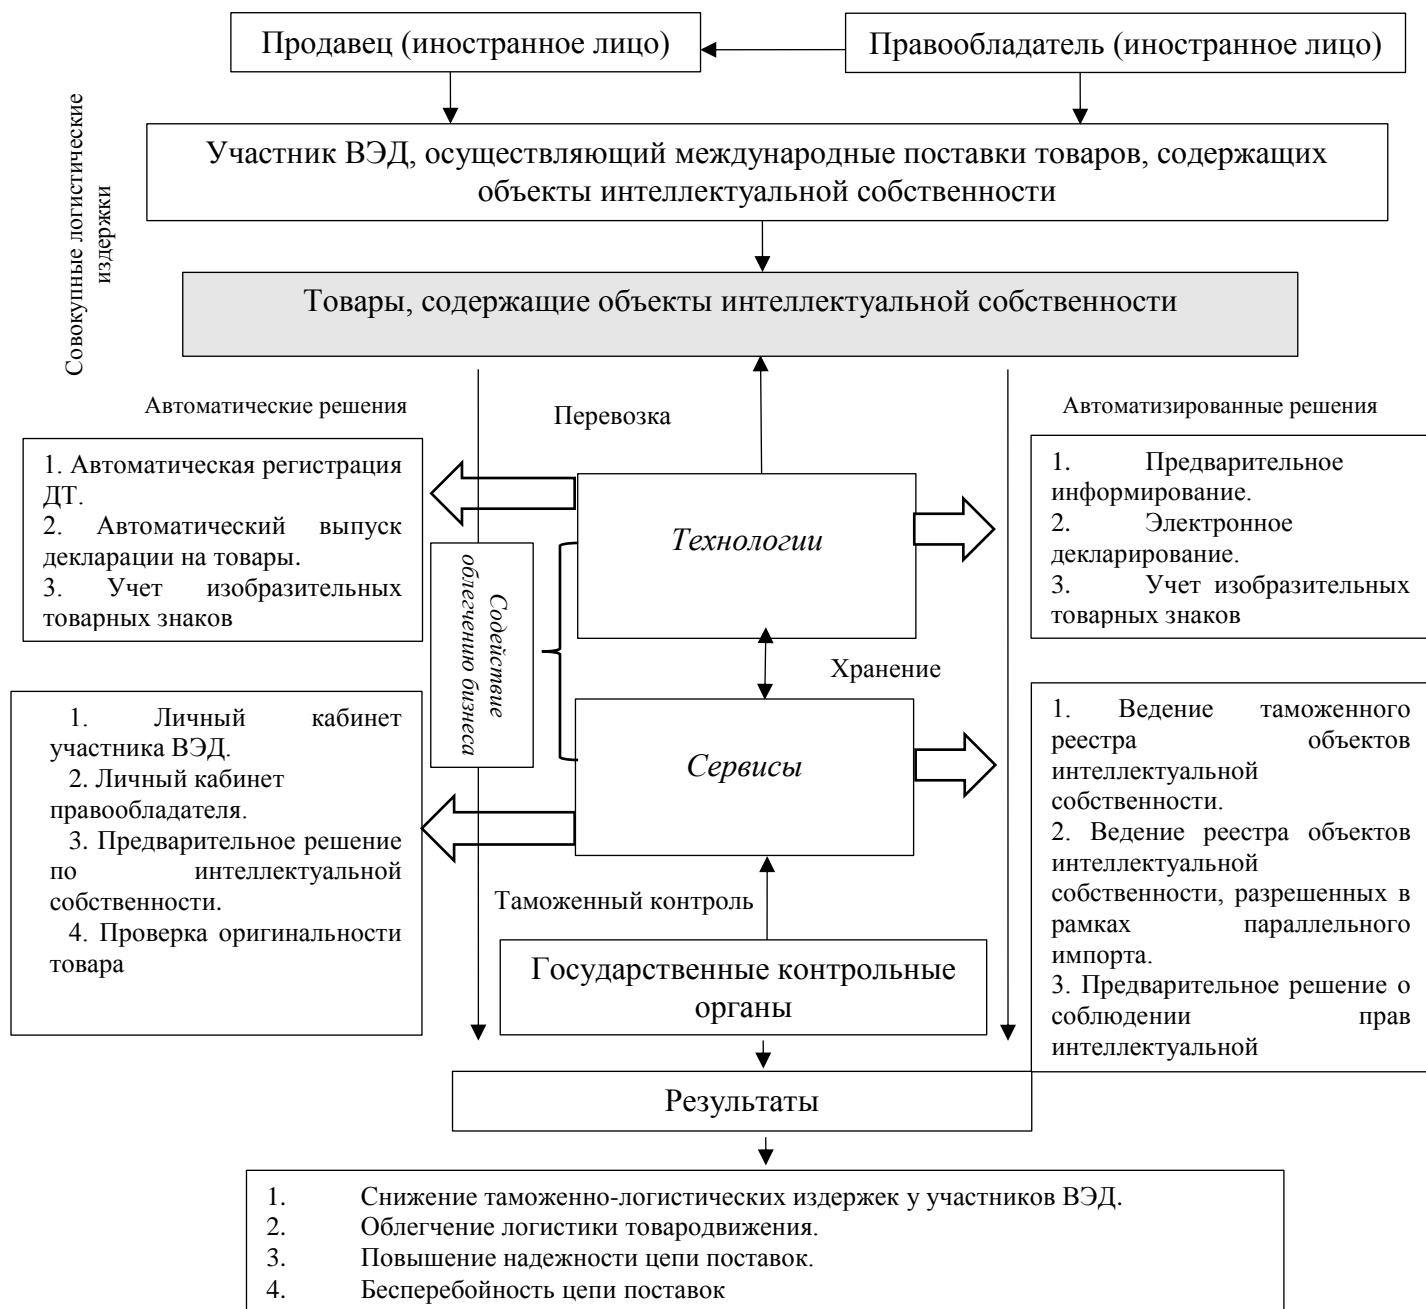 Продавец (иностранное лицо)
Правообладатель (иностранное лицо)
Совокупные логистические
издержки
Участник ВЭД, осуществляющий международные поставки товаров, содержащих
объекты интеллектуальной собственности
Товары, содержащие объекты интеллектуальной собственности
Автоматические решения
Перевозка
Автоматизированные решения
1. Автоматическая регистрация
ДТ.
2. Автоматический выпуск
декларации на товары.
3. Учет изобразительных
товарных знаков
Содействие
облегчению бизнеса
Технологии
1. Предварительное
информирование.
2. Электронное
декларирование.
3. Учет изобразительных
товарных знаков
Хранение
1. Личный кабинет
участника ВЭД.
2. Личный кабинет
правообладателя.
3. Предварительное решение
по интеллектуальной
собственности.
4. Проверка оригинальности
товара
Сервисы
1. Ведение таможенного
реестра объектов
интеллектуальной
собственности.
2. Ведение реестра объектов
интеллектуальной
собственности, разрешенных в
рамках параллельного
импорта.
3. Предварительное решение о
соблюдении прав
интеллектуальной
Таможенный контроль
Государственные контрольные
органы
Результаты
1. Снижение таможенно-логистических издержек у участников ВЭД.
2. Облегчение логистики товародвижения.
3. Повышение надежности цепи поставок.
4. Бесперебойность цепи поставок